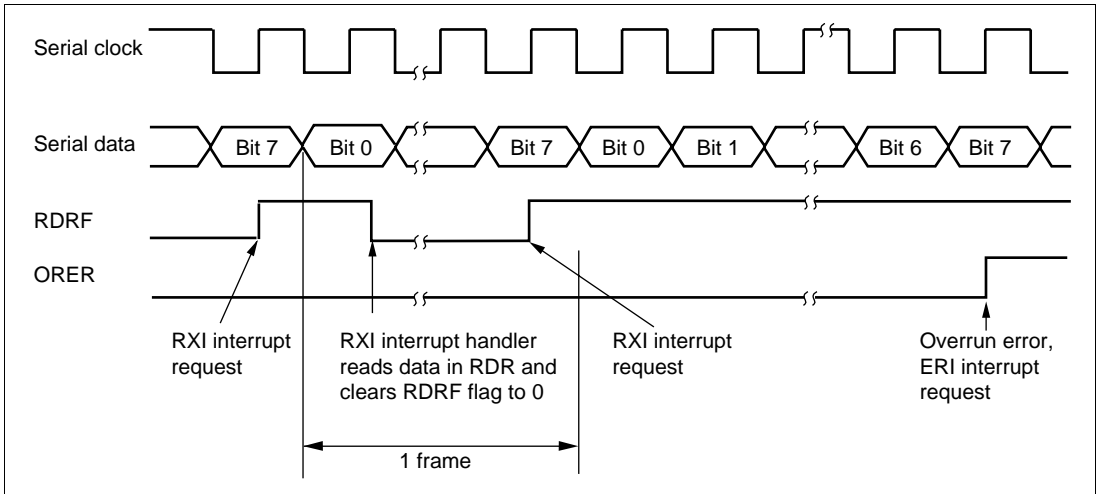 Serial clock
Serial data
Bit 7
Bit 0
Bit 7
Bit 0
Bit 1
Bit 6
Bit 7
RDRF
ORER
RXI interrupt
request
RXI interrupt handler
reads data in RDR and
clears RDRF flag to 0
RXI interrupt
request
Overrun error,
ERI interrupt
request
1 frame